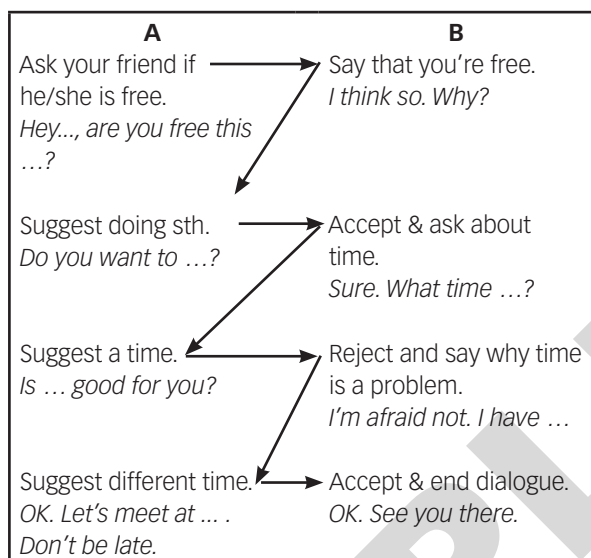 A
B
Ask your friend if
he/she is free.
Hey..., are you free this
…?
Say that you're free.
I think so. Why?
Suggest doing sth.
Do you want to …?
Accept & ask about
time.
Sure. What time …?
Suggest a time.
Is … good for you?
Reject and say why time
is a problem.
I'm afraid not. I have …
Suggest different time.
OK. Let's meet at ... .
Don't be late.
Accept & end dialogue.
OK. See you there.